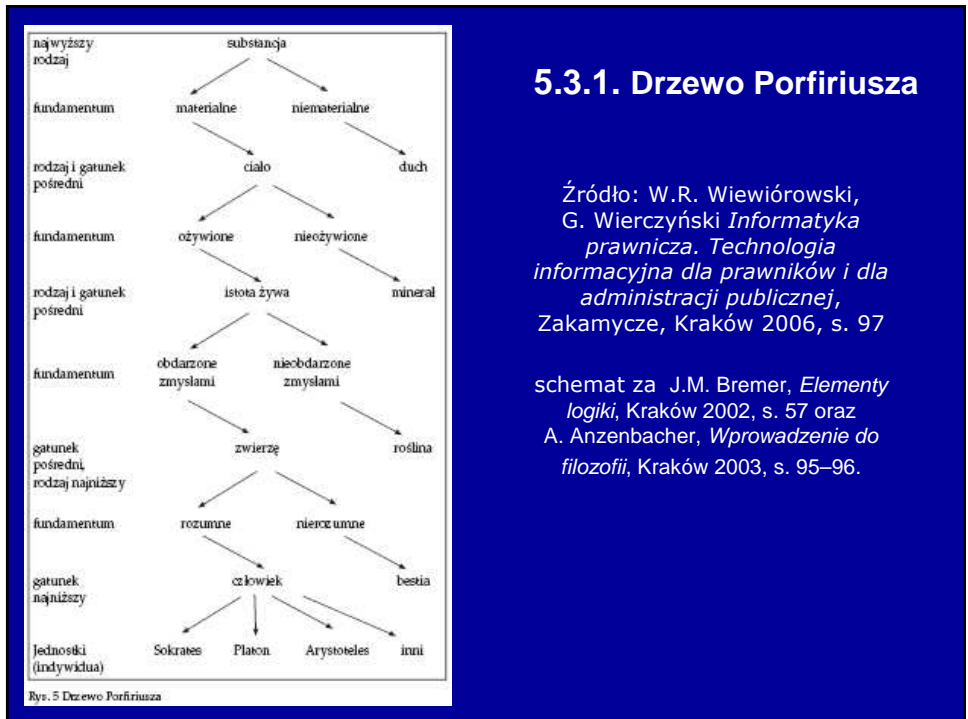 najwyższy substancja
rodzaj
fundamentum materialne niematerialne
rodzaj i gatunek ciało duch
pośredni
fundamentum ożywione nieożywione
rodzaj i gatunek istota żywa minerał
pośredni
obdarzone nieobdarzone
fundamentum zmysłami zmysłami
gatunek zwierzę roślina
pośredni,
rodzaj najniższy
fundamentum rozumne nierozumne
gatunek człowiek bestia
najniższy
Jednostki Sokrates Platon Arystoteles inni
(indywidua)
Rys. 5 Drzewo Porfiriusza
5.3.1. Drzewo Porfiriusza
Źródło: W.R. Wiewiórowski,
G. Wierczyński Informatyka
prawnicza. Technologia
informacyjna dla prawników i dla
administracji publicznej,
Zakamycze, Kraków 2006, s. 97
schemat za J.M. Bremer, Elementy
logiki, Kraków 2002, s. 57 oraz
A. Anzenbacher, Wprowadzenie do
filozofii, Kraków 2003, s. 95–96.